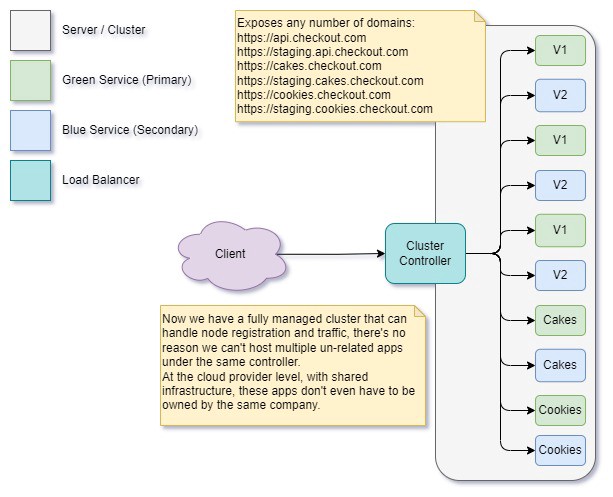 Server / Cluster
Green Service (Primary)
Blue Service (Secondary)
Load Balancer
Exposes any number of domains:
https://api.checkout.com
https://staging.api.checkout.com
https://cakes.checkout.com
https://staging.cakes.checkout.com
https://cookies.checkout.com
https://staging.cookies.checkout.com
Client
Cluster
Controller
V1
V2
V1
V2
V1
V2
Cakes
Cakes
Cookies
Cookies
Now we have a fully managed cluster that can
handle node registration and traffic, there's no
reason we can't host multiple un-related apps
under the same controller.
At the cloud provider level, with shared
infrastructure, these apps don't even have to be
owned by the same company.